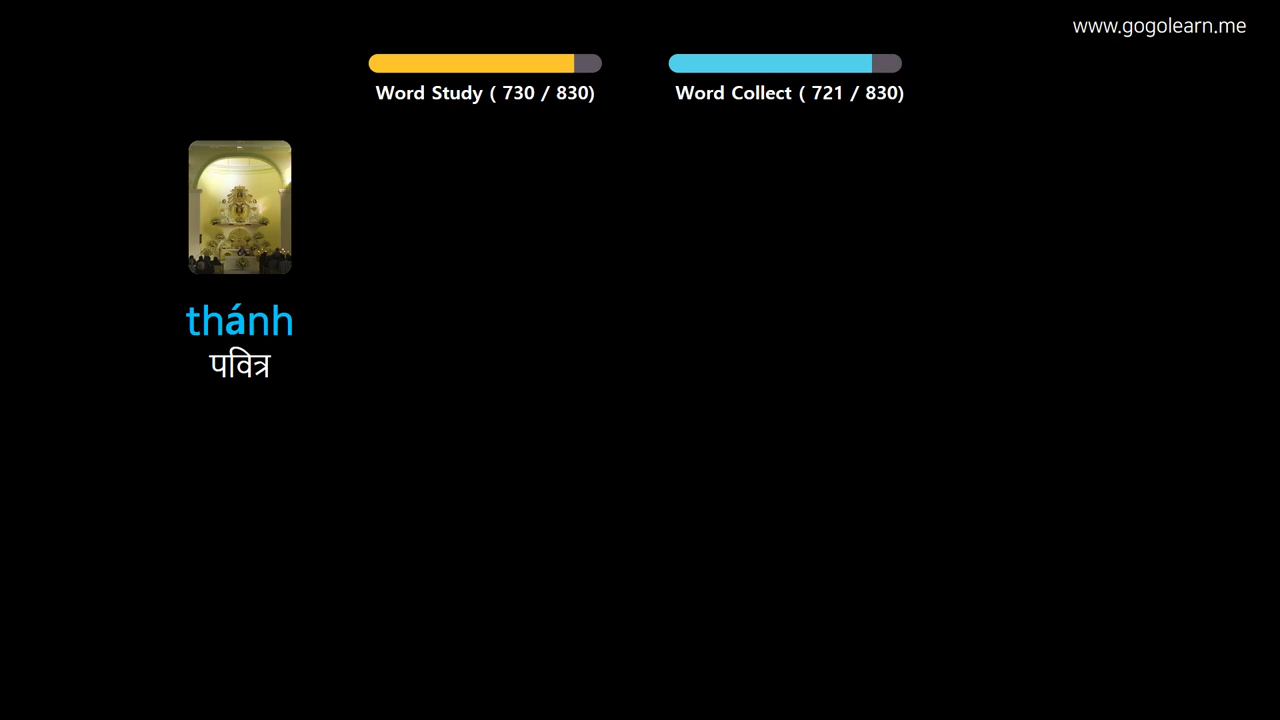 www.gogolearn.me
Word Study ( 730 / 830)
Word Collect ( 721 / 830)
thánh
पवित्र